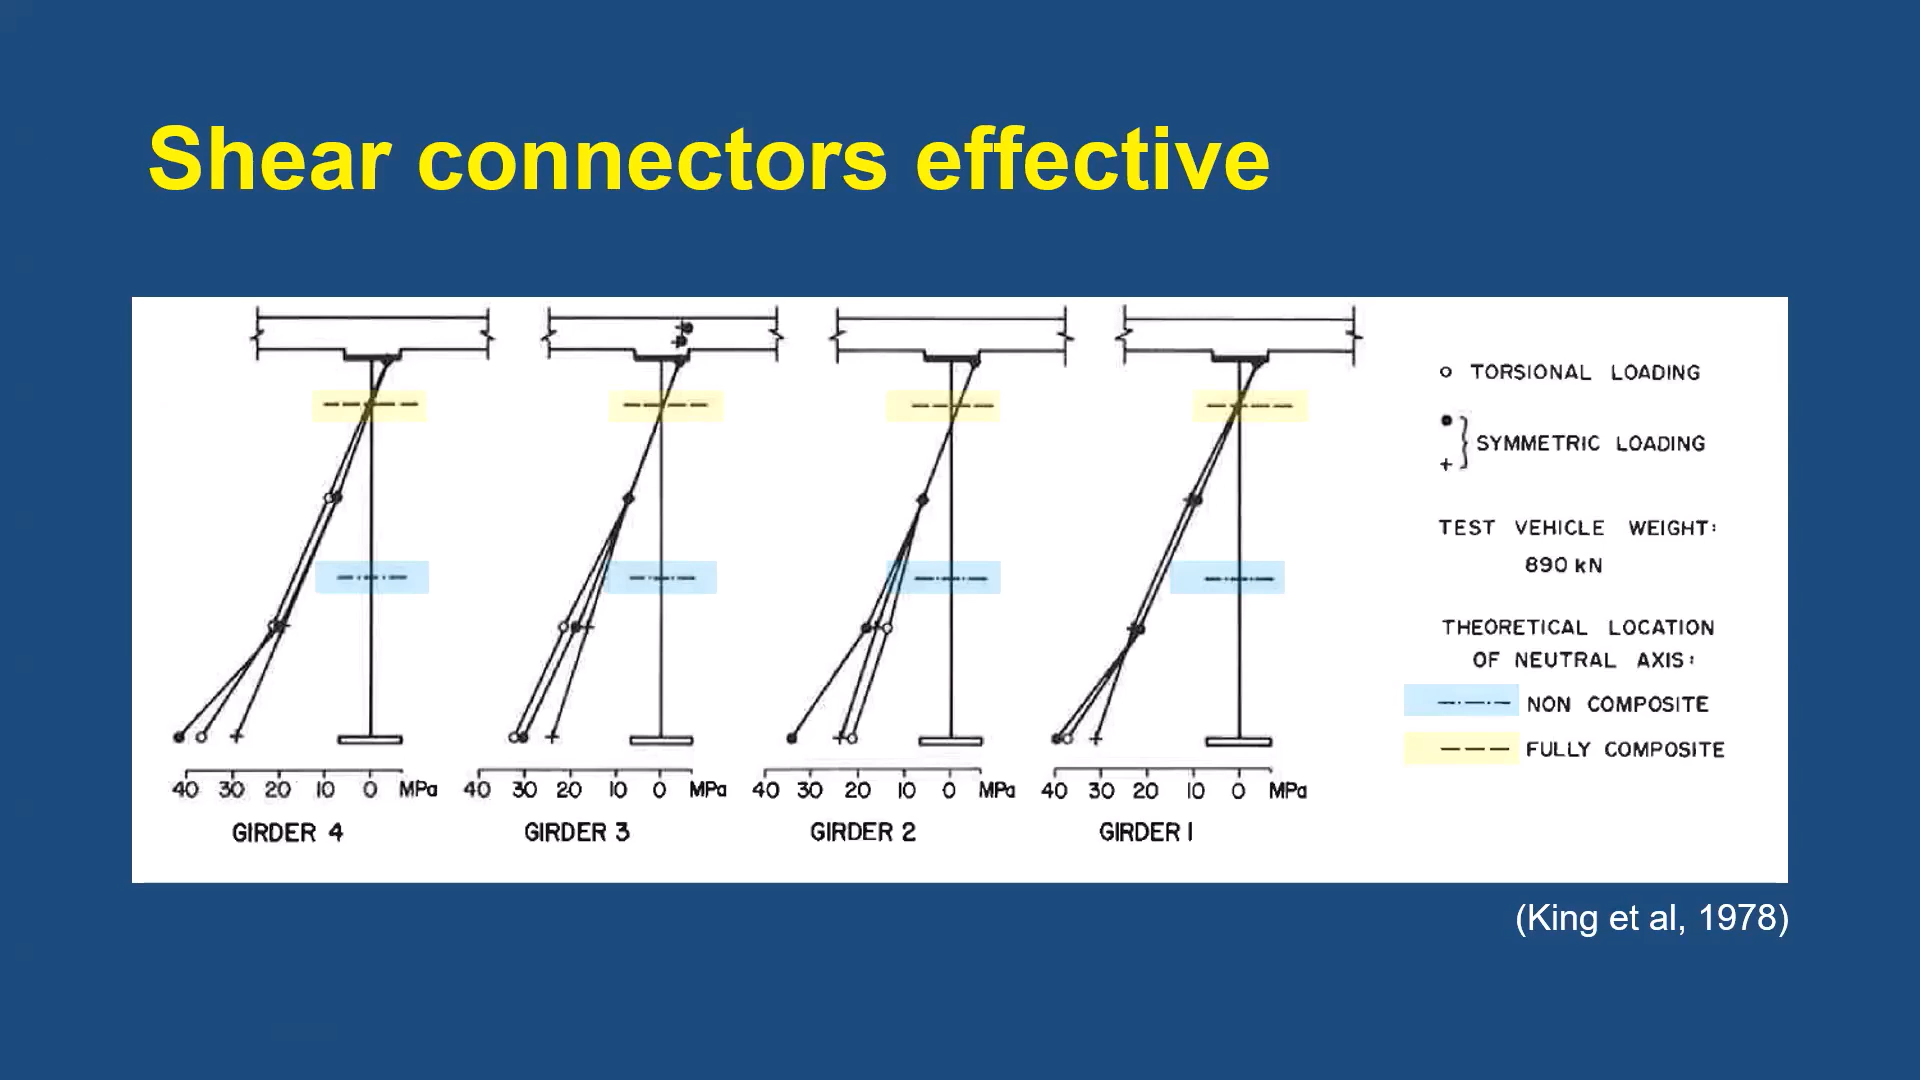 Shear connectors effective
TORSIONAL LOADING
SYMMETRIC LOADING
TEST VEHICLE WEIGHT:
890 kN
THEORETICAL LOCATION
OF NEUTRAL AXIS:
NON COMPOSITE
FULLY COMPOSITE
40 30 20 10 0 MPa
40 30 20 10 0 MPa
40 30 20 10 0 MPa
40 30 20 10 0 MPa
GIRDER 4
GIRDER 3
GIRDER 2
GIRDER 1
(King et al, 1978)